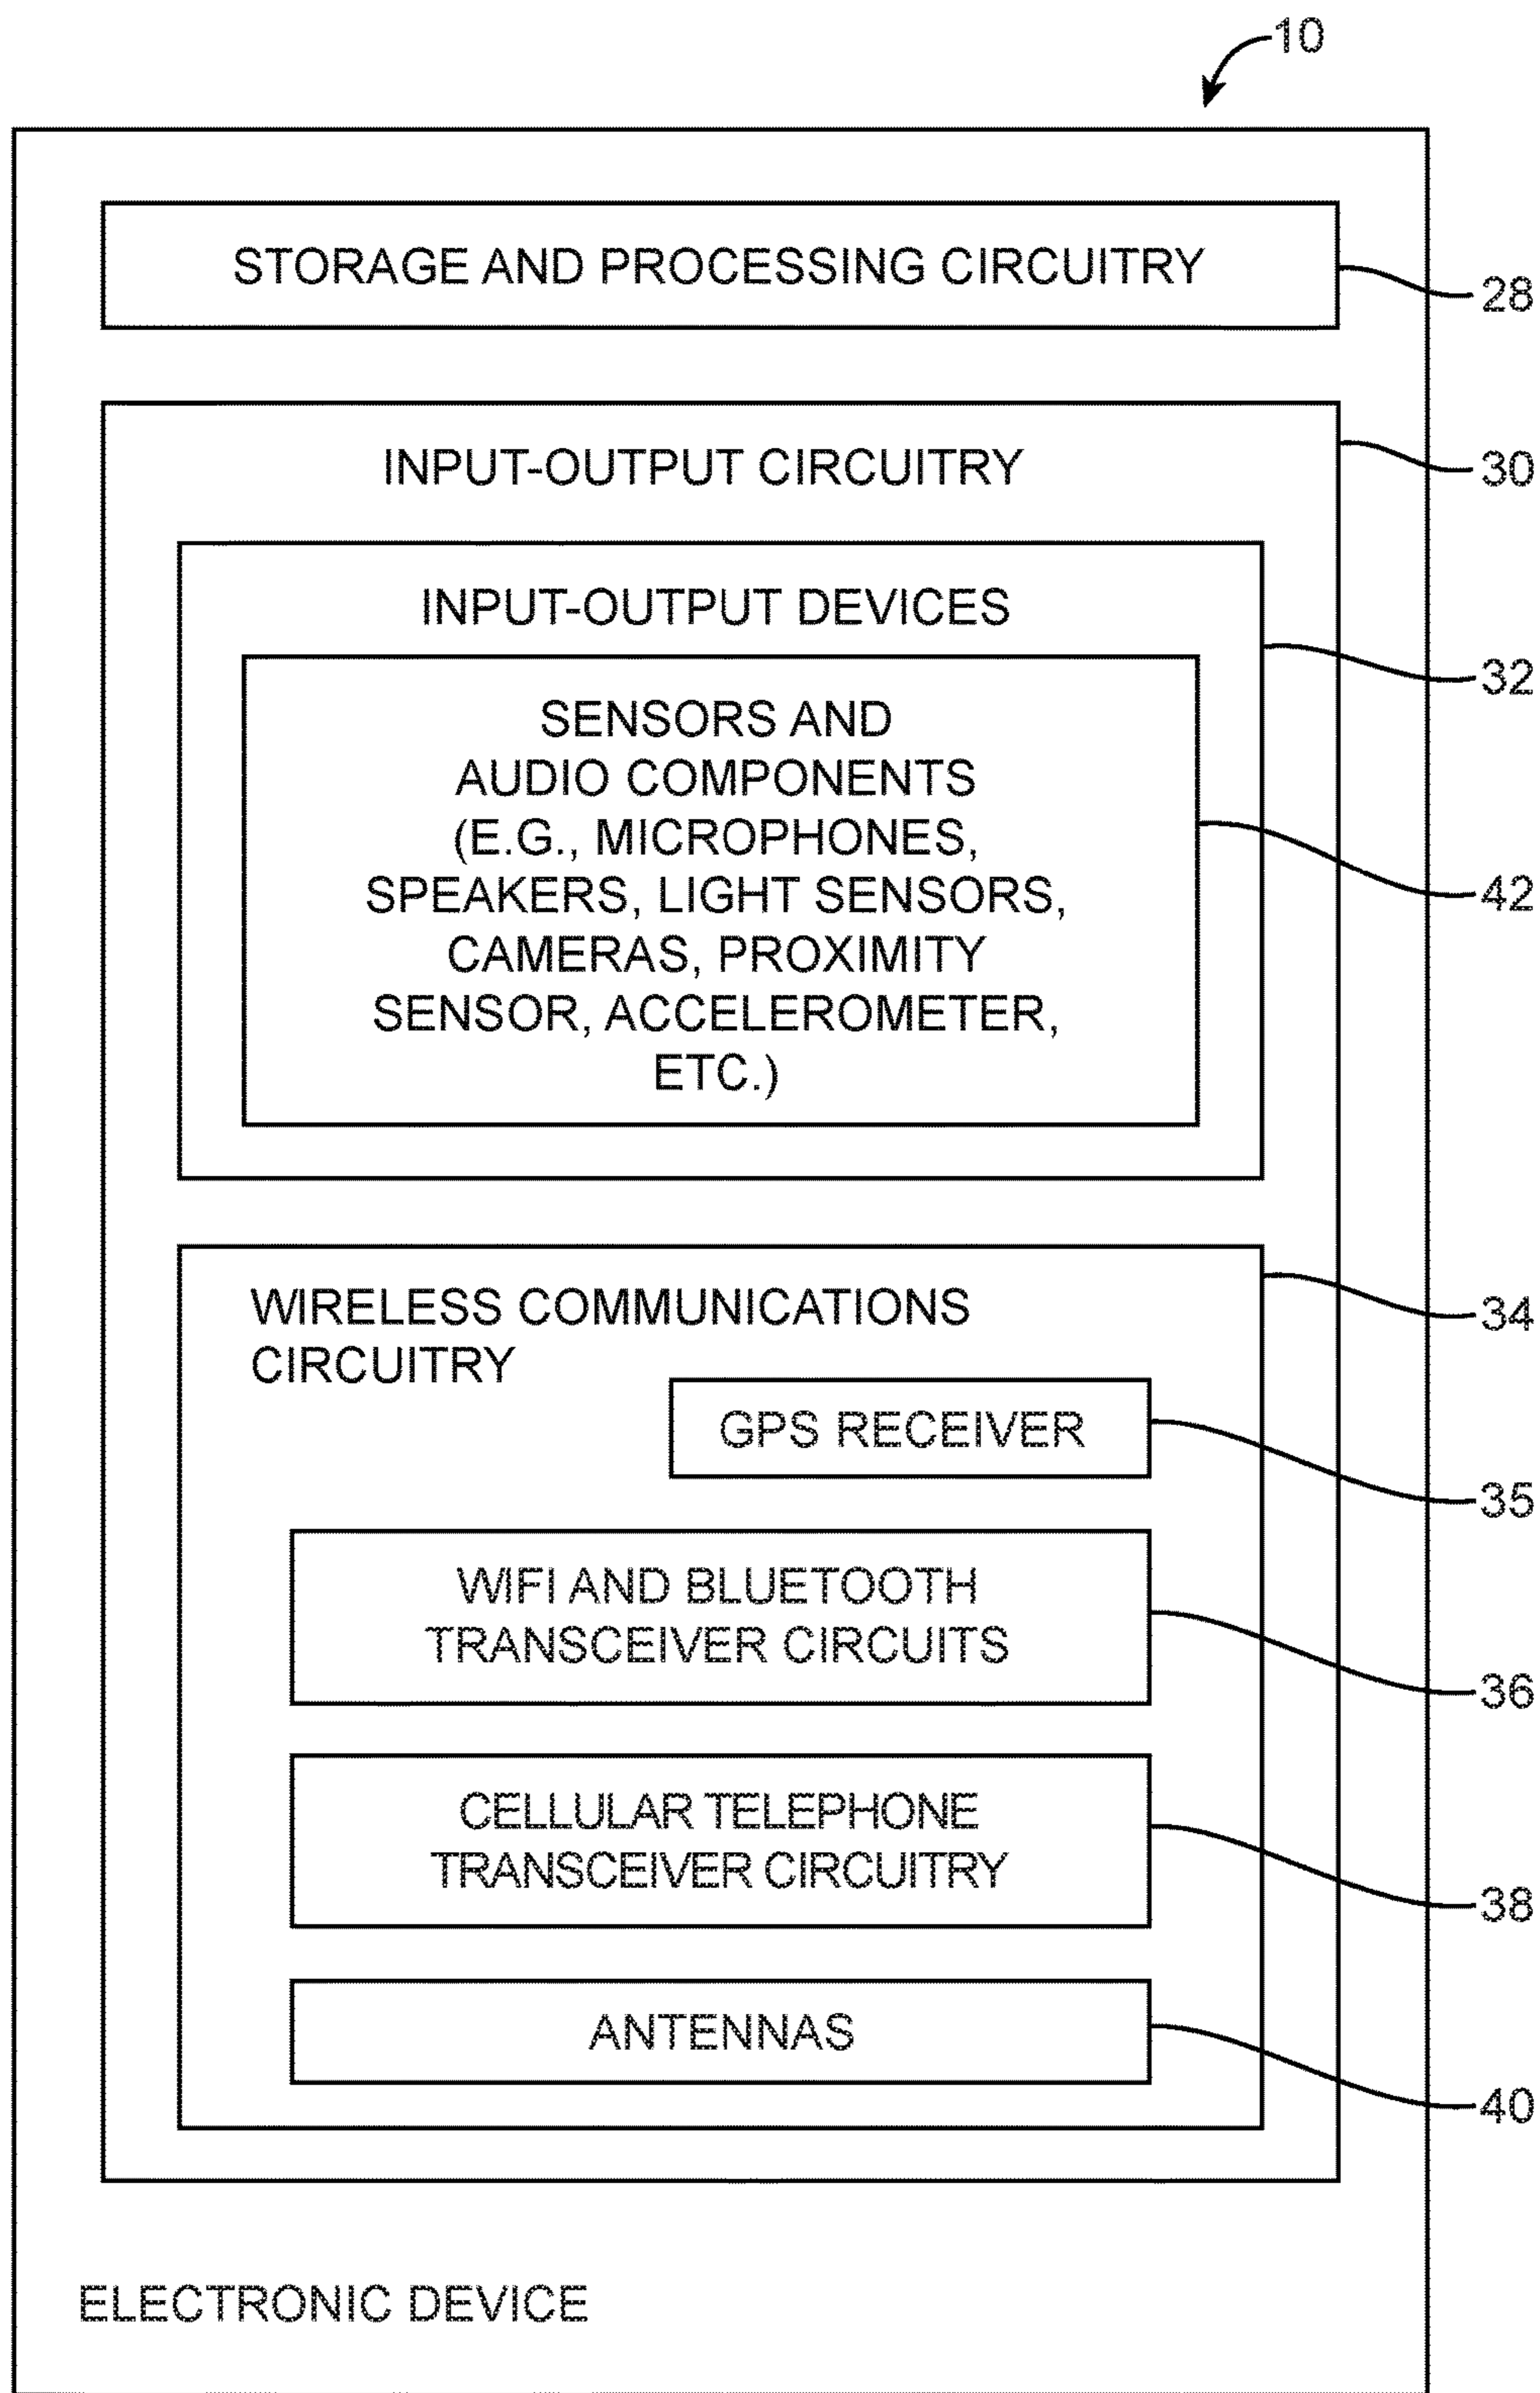 10
STORAGE AND PROCESSING CIRCUITRY
28
INPUT-OUTPUT CIRCUITRY
30
INPUT-OUTPUT DEVICES
32
SENSORS AND
AUDIO COMPONENTS
(E.G., MICROPHONES,
SPEAKERS, LIGHT SENSORS,
CAMERAS, PROXIMITY
SENSOR, ACCELEROMETER,
ETC.)
42
WIRELESS COMMUNICATIONS
CIRCUITRY
34
GPS RECEIVER
35
WIFI AND BLUETOOTH
TRANSCEIVER CIRCUITS
36
CELLULAR TELEPHONE
TRANSCEIVER CIRCUITRY
38
ANTENNAS
40
ELECTRONIC DEVICE